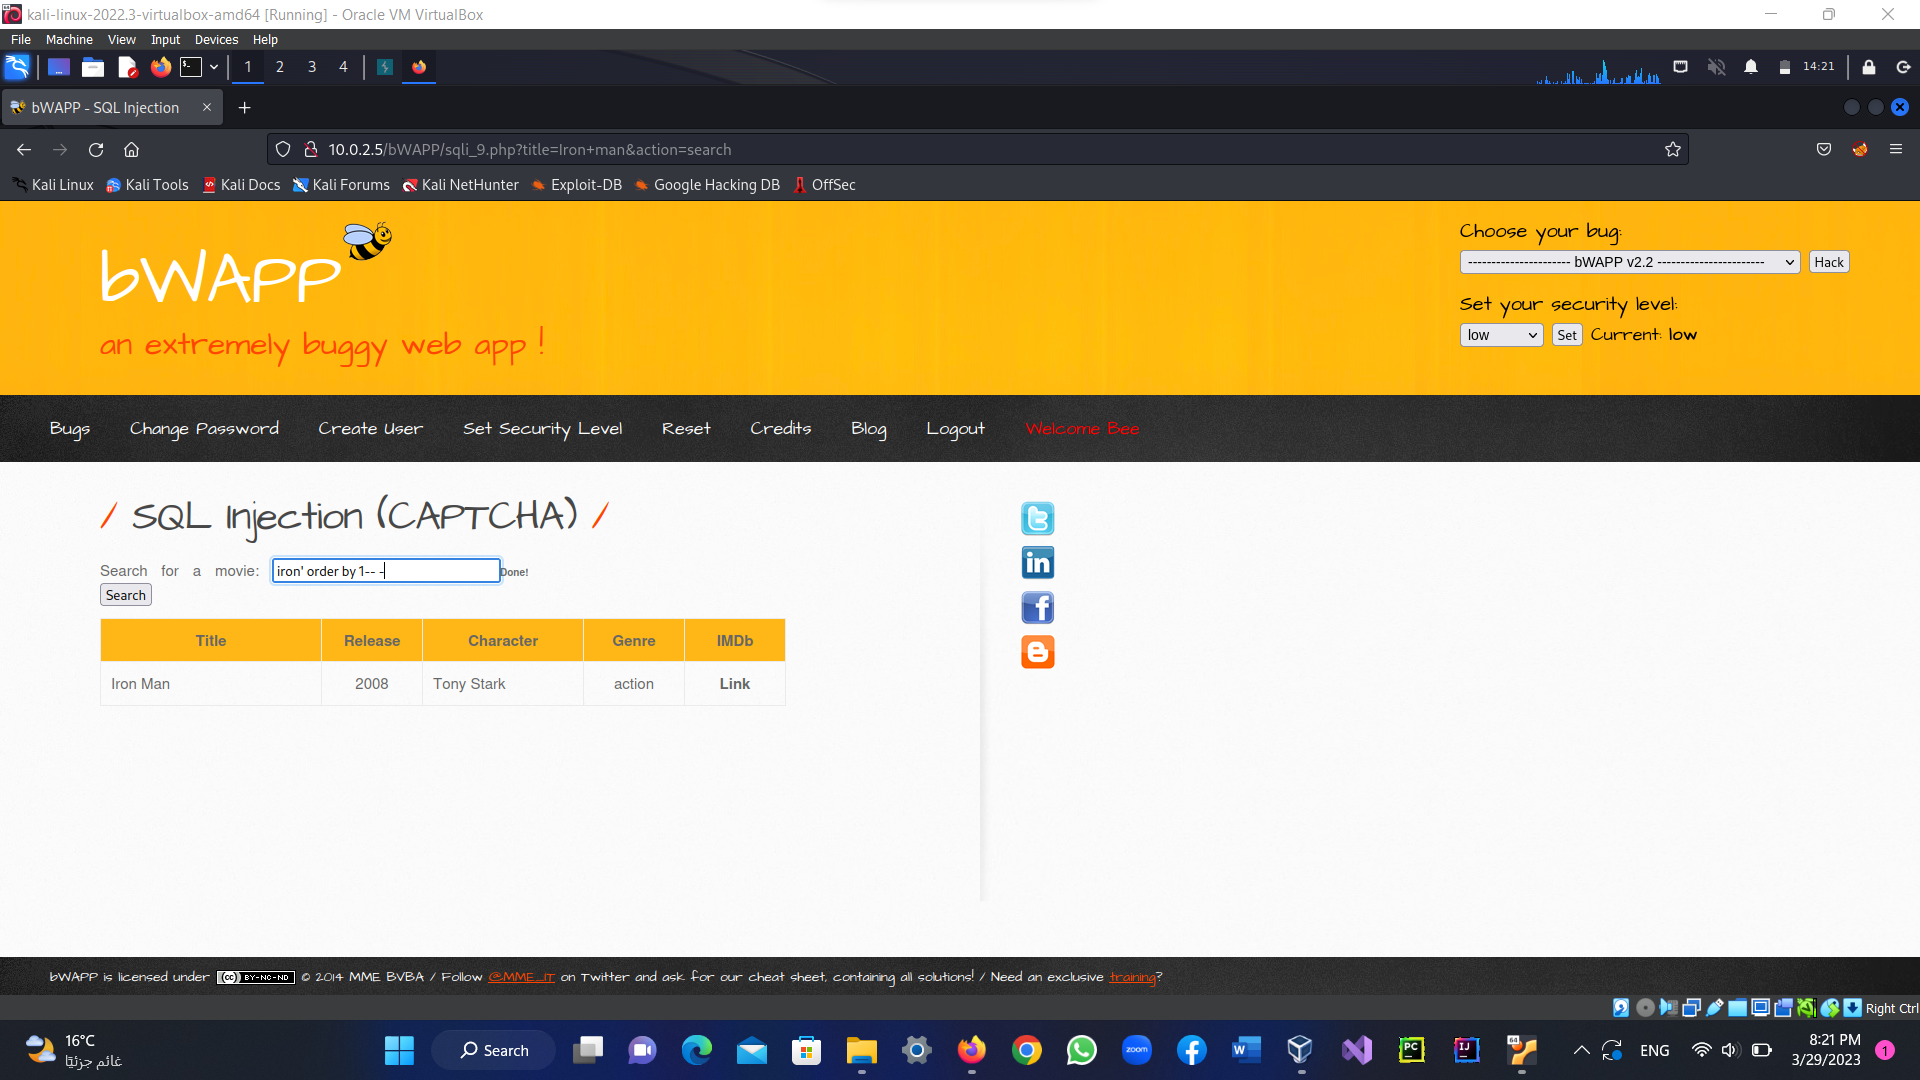 kali-linux-2022.3-virtualbox-amd64 [Running] - Oracle VM VirtualBox
File Machine View Input Devices Help
1 2 3 4 14:21
bWAPP - SQL Injection
10.0.2.5/bWAPP/sqli_9.php?title=Iron+man&action=search
Kali Linux Kali Tools Kali Docs Kali Forums Kali NetHunter Exploit-DB Google Hacking DB OffSec
bWAPP
an extremely buggy web app !
Choose your bug:
---------------------- bWAPP v2.2 ----------------------- Hack
Set your security level:
low Set Current: low
Bugs Change Password Create User Set Security Level Reset Credits Blog Logout Welcome Bee
/ SQL Injection (CAPTCHA) /
Search for a movie: iron' order by 1-- - Done!
Search
Title Release Character Genre IMDb
Iron Man 2008 Tony Stark action Link
bWAPP is licensed under (cc) BY-NC-ND © 2014 MME BVBA / Follow @MME_IT on Twitter and ask for our cheat sheet, containing all solutions! / Need an exclusive training?
Right Ctrl
16°C
غائم جزئيًا
Search
zoom
ENG
8:21 PM
3/29/2023
1